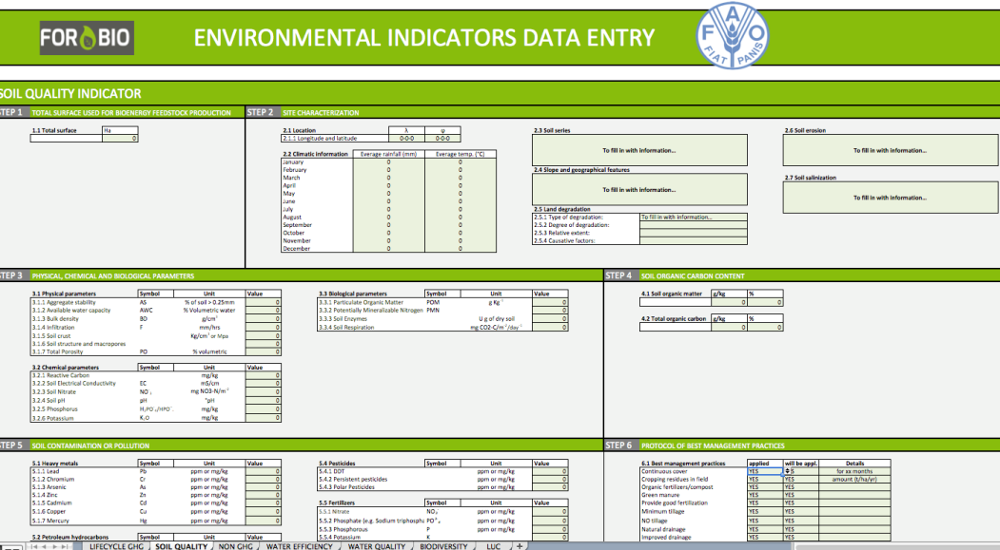 FORBIO
ENVIRONMENTAL INDICATORS DATA ENTRY
FAO
FIAT PANIS
SOIL QUALITY INDICATOR
STEP 1 TOTAL SURFACE USED FOR BIOENERGY FEEDSTOCK PRODUCTION
1.1 Total surface Ha
0
STEP 2 SITE CHARACTERIZATION
2.1 Location λ φ
2.1.1 Longitud and latitude 0-0-0 0-0-0
2.2 Climatic information Everage rainfall (mm) Everage temp. (°C)
January 0 0
February 0 0
March 0 0
April 0 0
May 0 0
June 0 0
July 0 0
August 0 0
September 0 0
October 0 0
November 0 0
December 0 0
2.3 Soil series
To fill in with information...
2.4 Slope and geographical features
To fill in with information...
2.5 Land degradation
2.5.1 Type of degradation: To fill in with information...
2.5.2 Degree of degradation:
2.5.3 Relative extent:
2.5.4 Causative factors:
2.6 Soil erosion
To fill in with information...
2.7 Soil salinization
To fill in with information...
STEP 3 PHYSICAL, CHEMICAL AND BIOLOGICAL PARAMETERS
3.1 Physical parameters Symbol Unit Value
3.1.1 Aggregate stability AS % of soil > 0.25mm 0
3.1.2 Available water capacity AWC % Volumetric water 0
3.1.3 Bulk density BD g/cm³ 0
3.1.4 Infiltration F mm/hrs 0
3.1.5 Soil crust Kg/cm² or Mpa 0
3.1.6 Soil structure and macropores 0
3.1.7 Total Porosity PO % volumetric 0
3.2 Chemical parameters Symbol Unit Value
3.2.1 Reactive Carbon mg/kg 0
3.2.2 Soil Electrical Conductivity EC mS/cm 0
3.2.3 Soil Nitrate NO⁻₃ mg NO3-N/m⁻² 0
3.2.4 Soil pH pH °pH 0
3.2.5 Phosphorus H₂PO⁻₄/HPO⁻ mg/kg 0
3.2.6 Potassium K₂O mg/kg 0
3.3 Biological parameters Symbol Unit Value
3.3.1 Particulate Organic Matter POM g Kg⁻¹ 0
3.3.2 Potentially Mineralizable Nitrogen PMN 0
3.3.3 Soil Enzymes U g of dry soil 0
3.3.4 Soil Respiration mg CO2-C/m⁻²/day⁻¹ 0
STEP 4 SOIL ORGANIC CARBON CONTENT
4.1 Soil organic matter g/kg %
0 0
4.2 Total organic carbon g/kg %
0 0
STEP 5 SOIL CONTAMINATION OR POLLUTION
5.1 Heavy metals Symbol Unit Value
5.1.1 Lead Pb ppm or mg/kg 0
5.1.2 Chromium Cr ppm or mg/kg 0
5.1.3 Arsenic As ppm or mg/kg 0
5.1.4 Zinc Zn ppm or mg/kg 0
5.1.5 Cadmium Cd ppm or mg/kg 0
5.1.6 Copper Cu ppm or mg/kg 0
5.1.7 Mercury Hg ppm or mg/kg 0
5.2 Petroleum hydrocarbons Symbol Unit Value
5.4 Pesticides Symbol Unit Value
5.4.1 DDT ppm or mg/kg 0
5.4.2 Persistent pesticides ppm or mg/kg 0
5.4.3 Polar Pesticides ppm or mg/kg 0
5.5 Fertilizers Symbol Unit Value
5.5.1 Nitrate NO₃ ppm or mg/kg 0
5.5.2 Phosphate (e.g. Sodium triphosphate PO³⁻₄ ppm or mg/kg 0
5.5.3 Phosphorous P ppm or mg/kg 0
5.5.4 Potassium K 0
STEP 6 PROTOCOL OF BEST MANAGEMENT PRACTICES
6.1 Best management practices applied will be appl. Details
Continuous cover YES for xx months
Cropping residues in field YES YES amount (t/ha/yr)
Organic fertilizers/compost YES YES
Green manure YES YES
Provide good fertilization YES YES
Minimum tillage YES YES
NO tillage YES YES
Natural drainage YES YES
Improved drainage YES YES
LIFECYCLE GHG SOIL QUALITY NON GHG WATER EFFICIENCY WATER QUALITY BIODIVERSITY LUC +